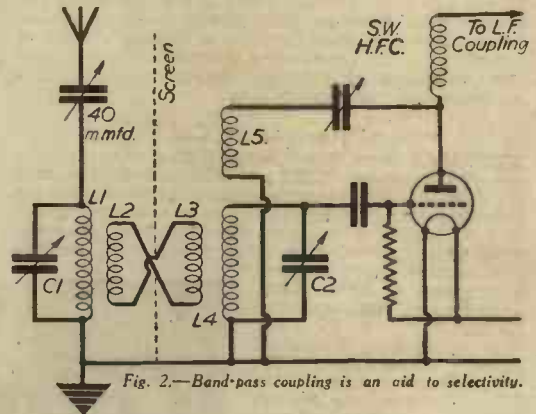 S.W.
H.F.C.
To L.F.
Coupling
Screen
40
mmfd.
L5.
L1
L2
L3
C1
L4
C2
Fig. 2.—Band-pass coupling is an aid to selectivity.